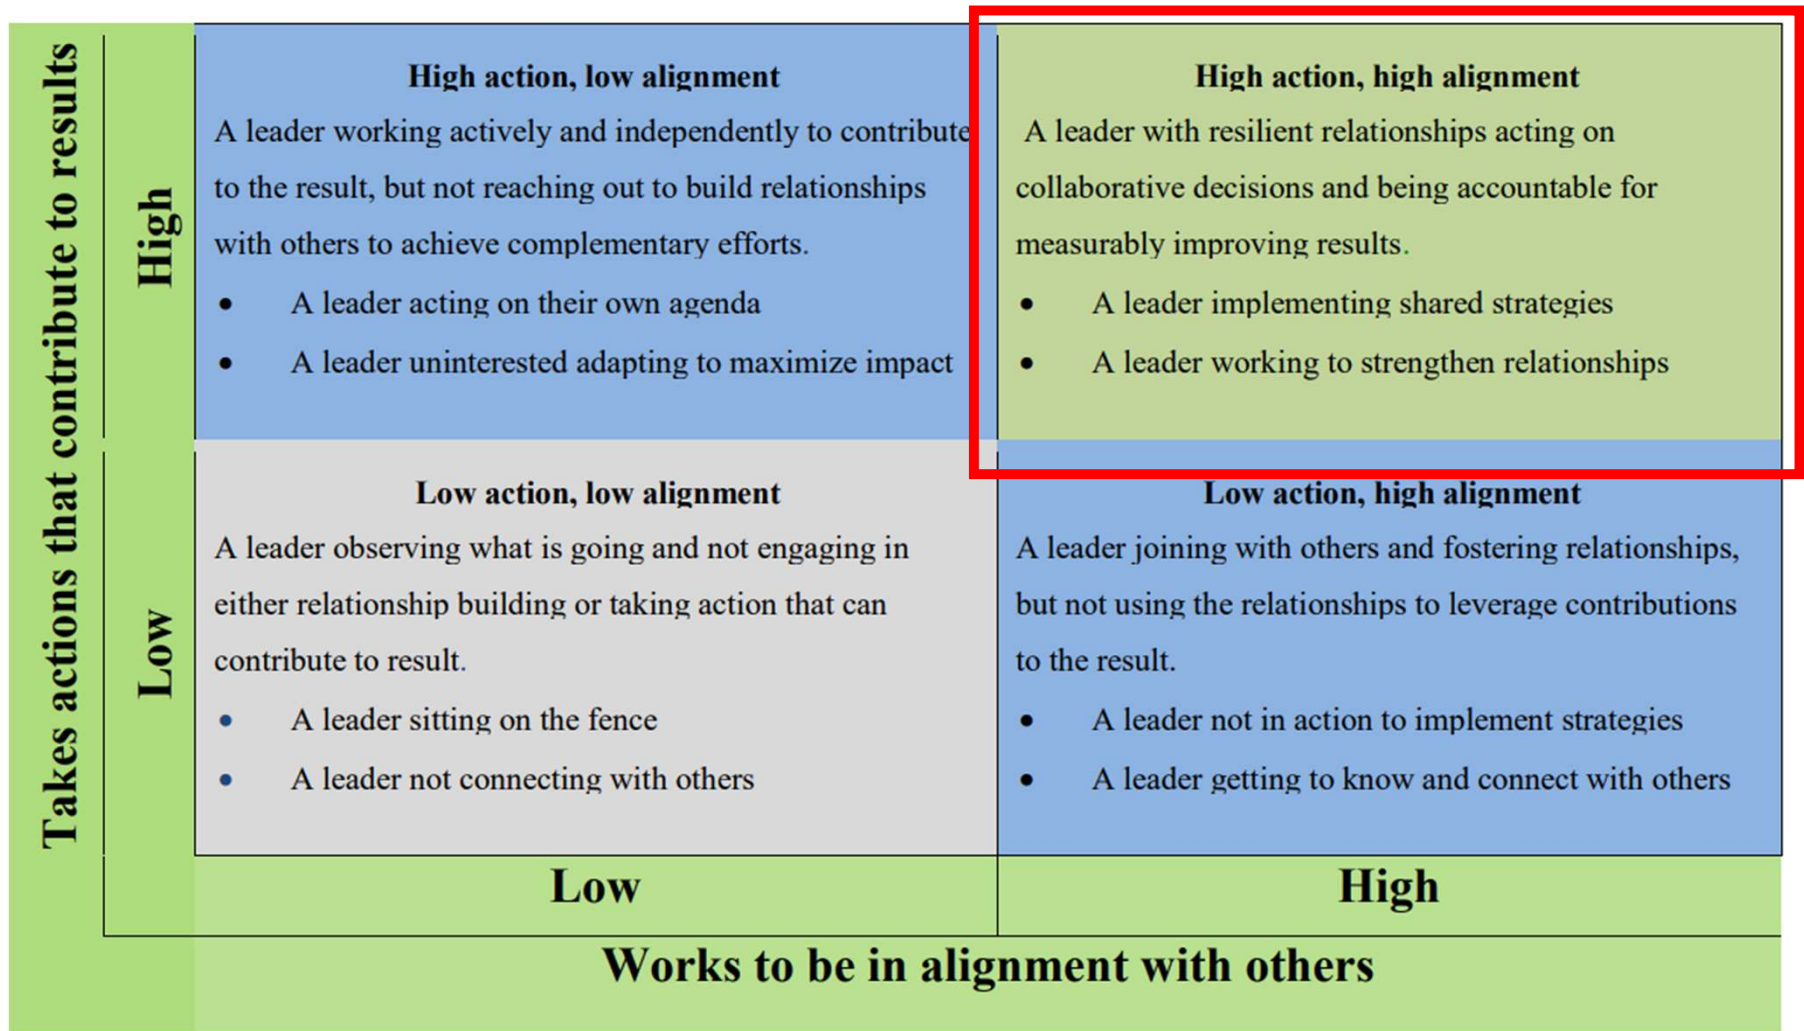 Takes actions that contribute to results
High
High action, low alignment
A leader working actively and independently to contribute
to the result, but not reaching out to build relationships
with others to achieve complementary efforts.
• A leader acting on their own agenda
• A leader uninterested adapting to maximize impact
High action, high alignment
A leader with resilient relationships acting on
collaborative decisions and being accountable for
measurably improving results.
• A leader implementing shared strategies
• A leader working to strengthen relationships
Low
Low action, low alignment
A leader observing what is going and not engaging in
either relationship building or taking action that can
contribute to result.
• A leader sitting on the fence
• A leader not connecting with others
Low action, high alignment
A leader joining with others and fostering relationships,
but not using the relationships to leverage contributions
to the result.
• A leader not in action to implement strategies
• A leader getting to know and connect with others
Low
High
Works to be in alignment with others